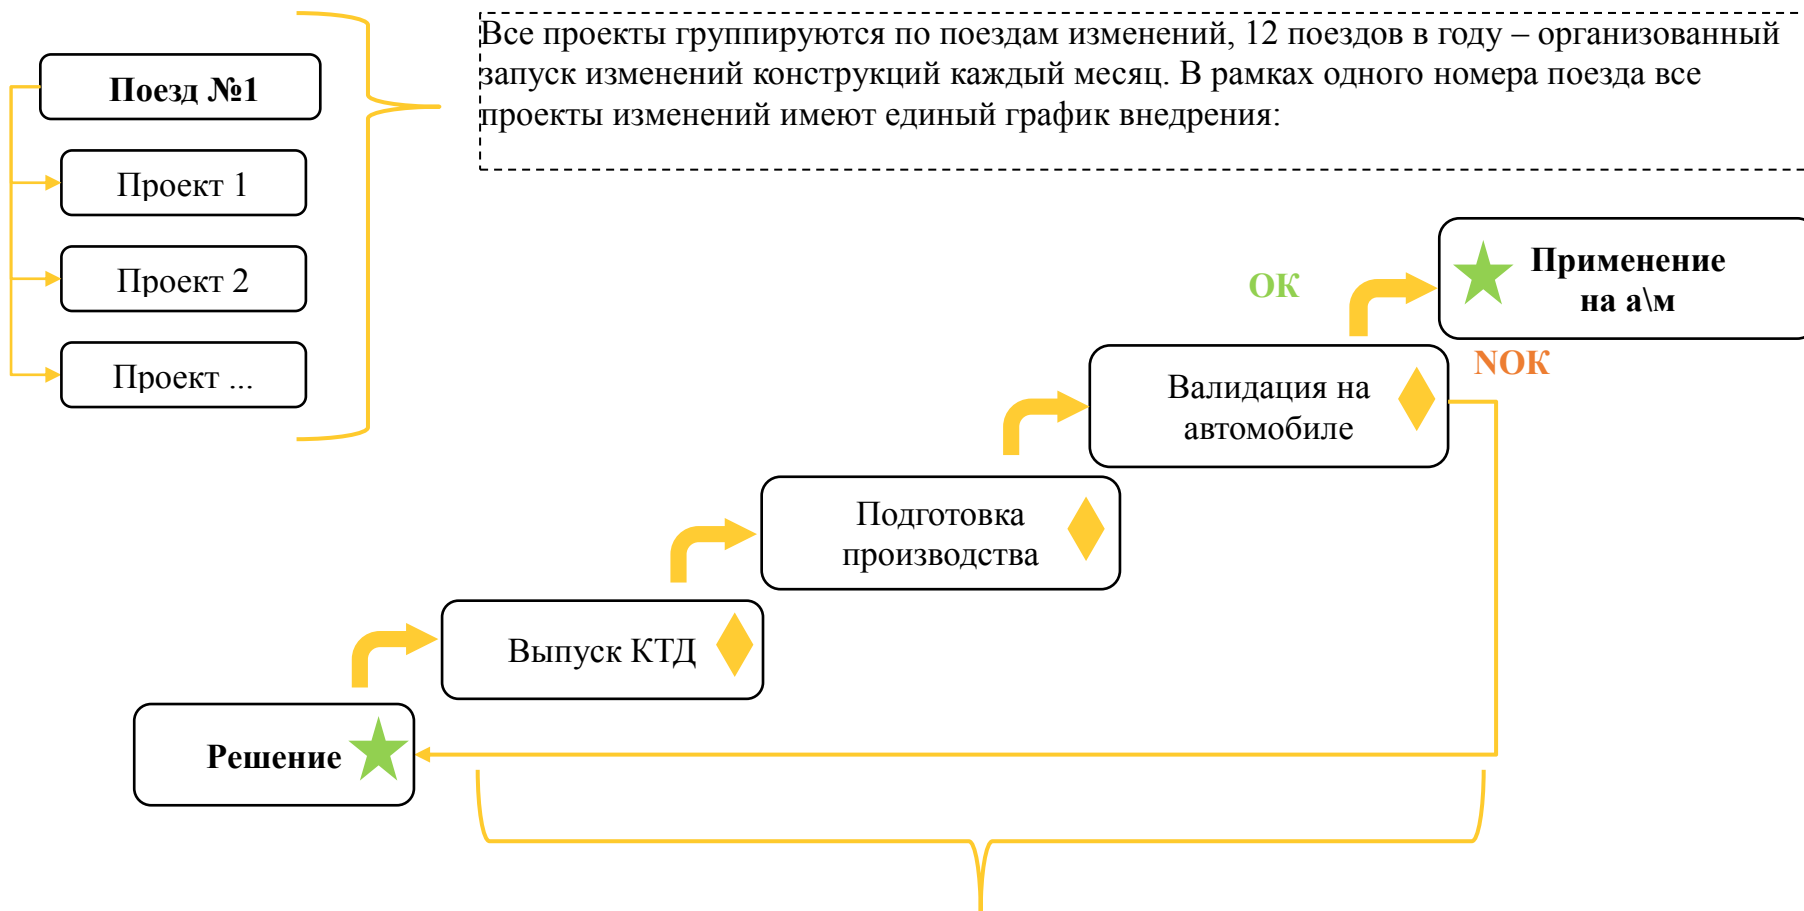 Все проекты группируются по поездам изменений, 12 поездов в году – организованный
запуск изменений конструкций каждый месяц. В рамках одного номера поезда все
проекты изменений имеют единый график внедрения:
Поезд №1
Проект 1
Проект 2
Проект ...
ОК
Применение
на а\м
NОК
Валидация на
автомобиле
Подготовка
производства
Выпуск КТД
Решение